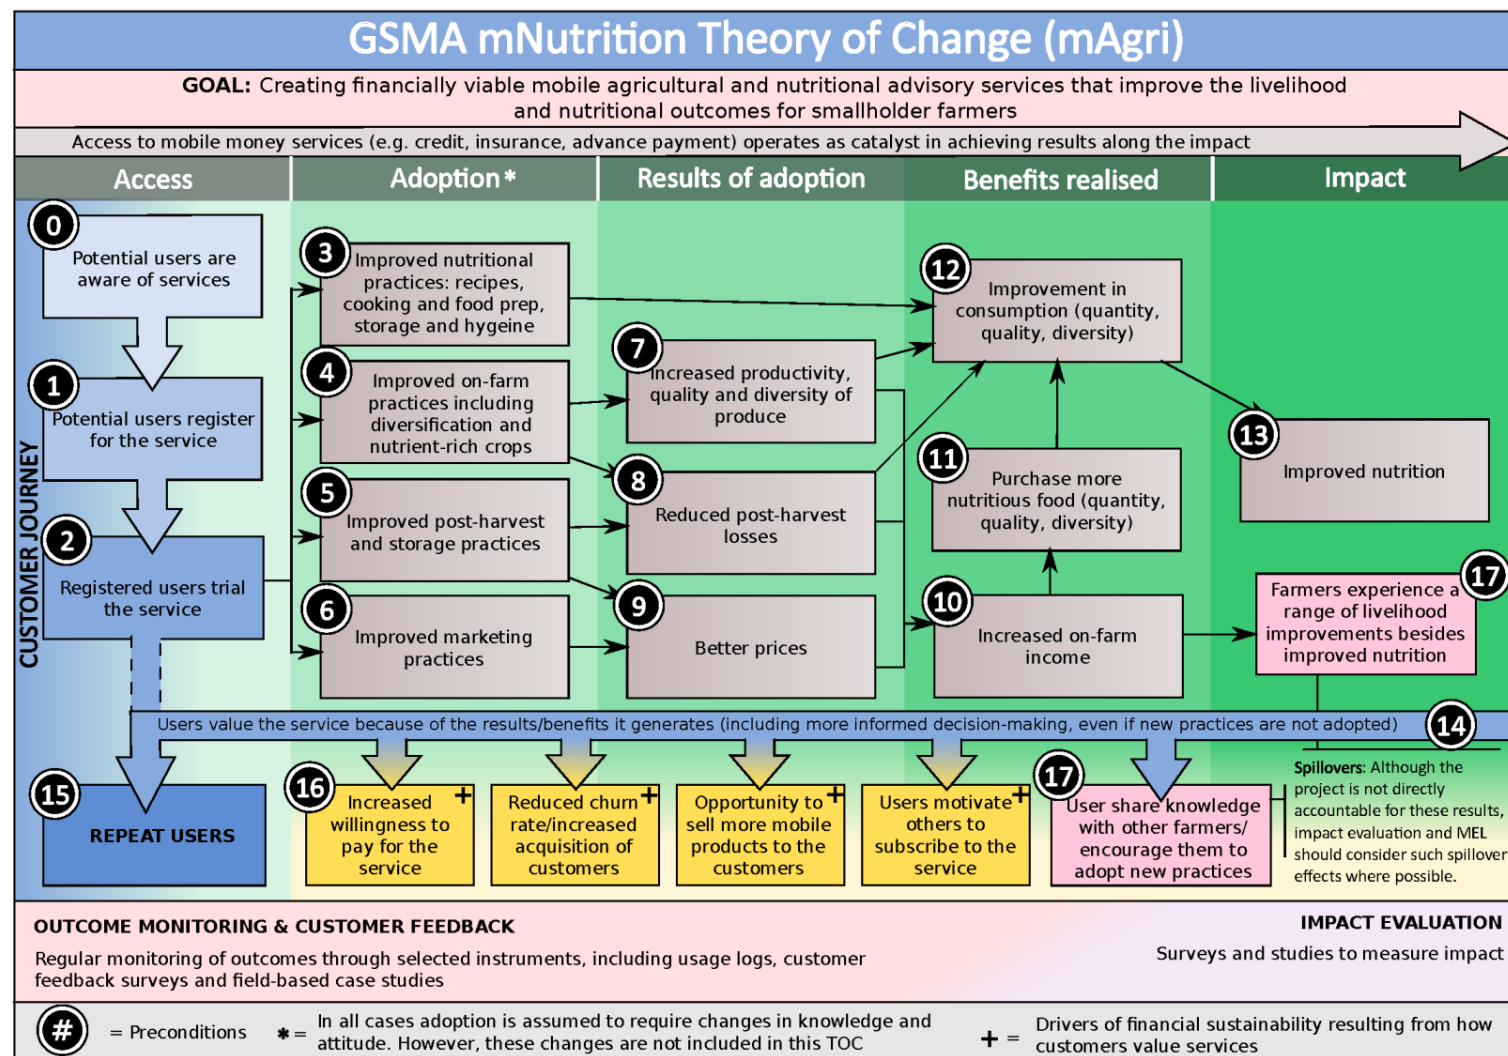 GSMA mNutrition Theory of Change (mAgri)
GOAL: Creating financially viable mobile agricultural and nutritional advisory services that improve the livelihood
and nutritional outcomes for smallholder farmers
Access to mobile money services (e.g. credit, insurance, advance payment) operates as catalyst in achieving results along the impact
Access
Adoption*
Results of adoption
Benefits realised
Impact
CUSTOMER JOURNEY
0
Potential users are
aware of services
1
Potential users register
for the service
2
Registered users trial
the service
3
Improved nutritional
practices: recipes,
cooking and food prep,
storage and hygeine
4
Improved on-farm
practices including
diversification and
nutrient-rich crops
5
Improved post-harvest
and storage practices
6
Improved marketing
practices
7
Increased productivity,
quality and diversity of
produce
8
Reduced post-harvest
losses
9
Better prices
12
Improvement in
consumption (quantity,
quality, diversity)
11
Purchase more
nutritious food (quantity,
quality, diversity)
10
Increased on-farm
income
13
Improved nutrition
17
Farmers experience a
range of livelihood
improvements besides
improved nutrition
Users value the service because of the results/benefits it generates (including more informed decision-making, even if new practices are not adopted)
14
15
REPEAT USERS
16
Increased +
willingness to
pay for the
service
Reduced churn +
rate/increased
acquisition of
customers
Opportunity to +
sell more mobile
products to the
customers
Users motivate +
others to
subscribe to the
service
17
User share knowledge
with other farmers/
encourage them to
adopt new practices
Spillovers: Although the
project is not directly
accountable for these results,
impact evaluation and MEL
should consider such spillover
effects where possible.
OUTCOME MONITORING & CUSTOMER FEEDBACK
Regular monitoring of outcomes through selected instruments, including usage logs, customer
feedback surveys and field-based case studies
IMPACT EVALUATION
Surveys and studies to measure impact
# = Preconditions
* = In all cases adoption is assumed to require changes in knowledge and
attitude. However, these changes are not included in this TOC
+ = Drivers of financial sustainability resulting from how
customers value services